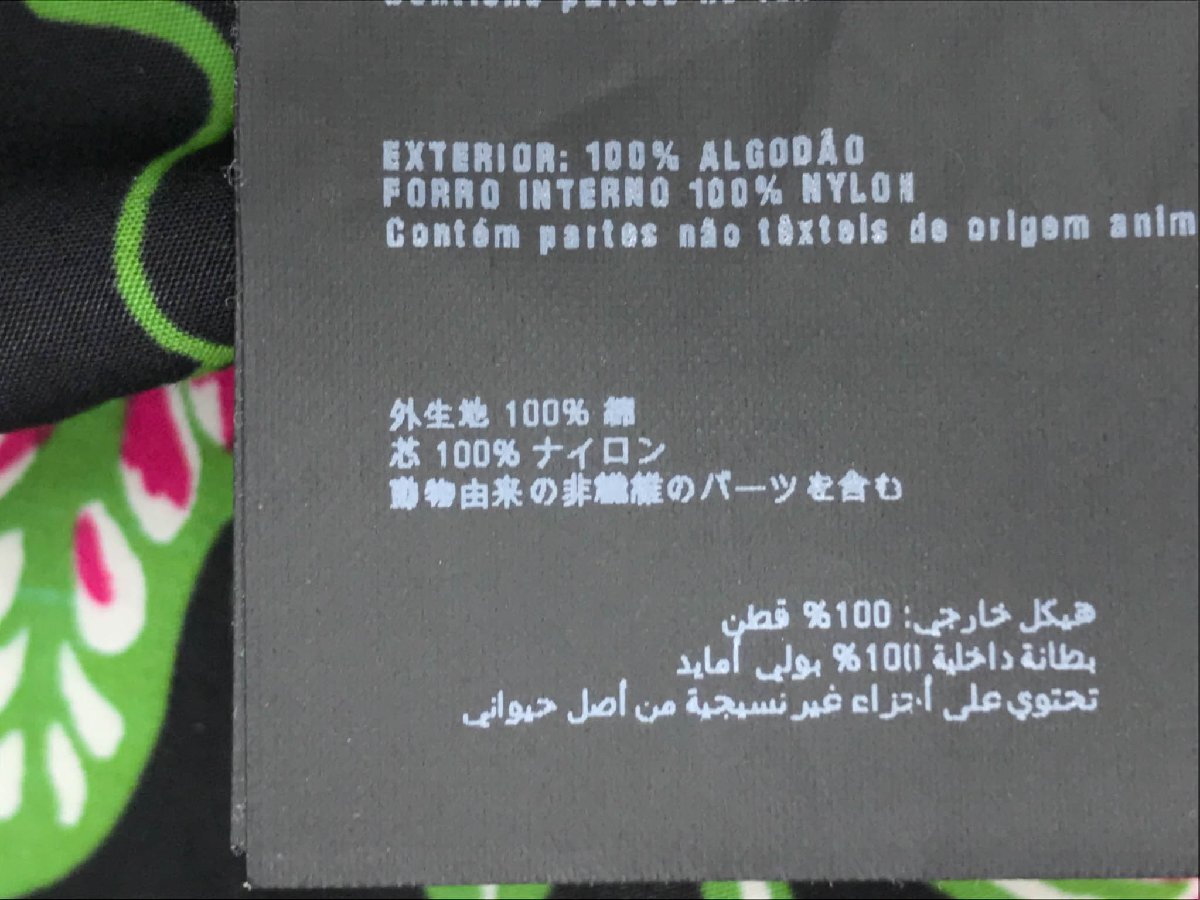 EXTERIOR: 100% ALGODÃO
FORRO INTERNO 100% NYLON
Contém partes não têxteis de origem anim
外生地 100% 綿
芯 100% ナイロン
動物由来の非繊維のパーツを含む
هيكل خارجي: 100% قطن
بطانة داخلية 100% بولي أمايد
تحتوي على أجزاء غير نسيجية من أصل حيواني